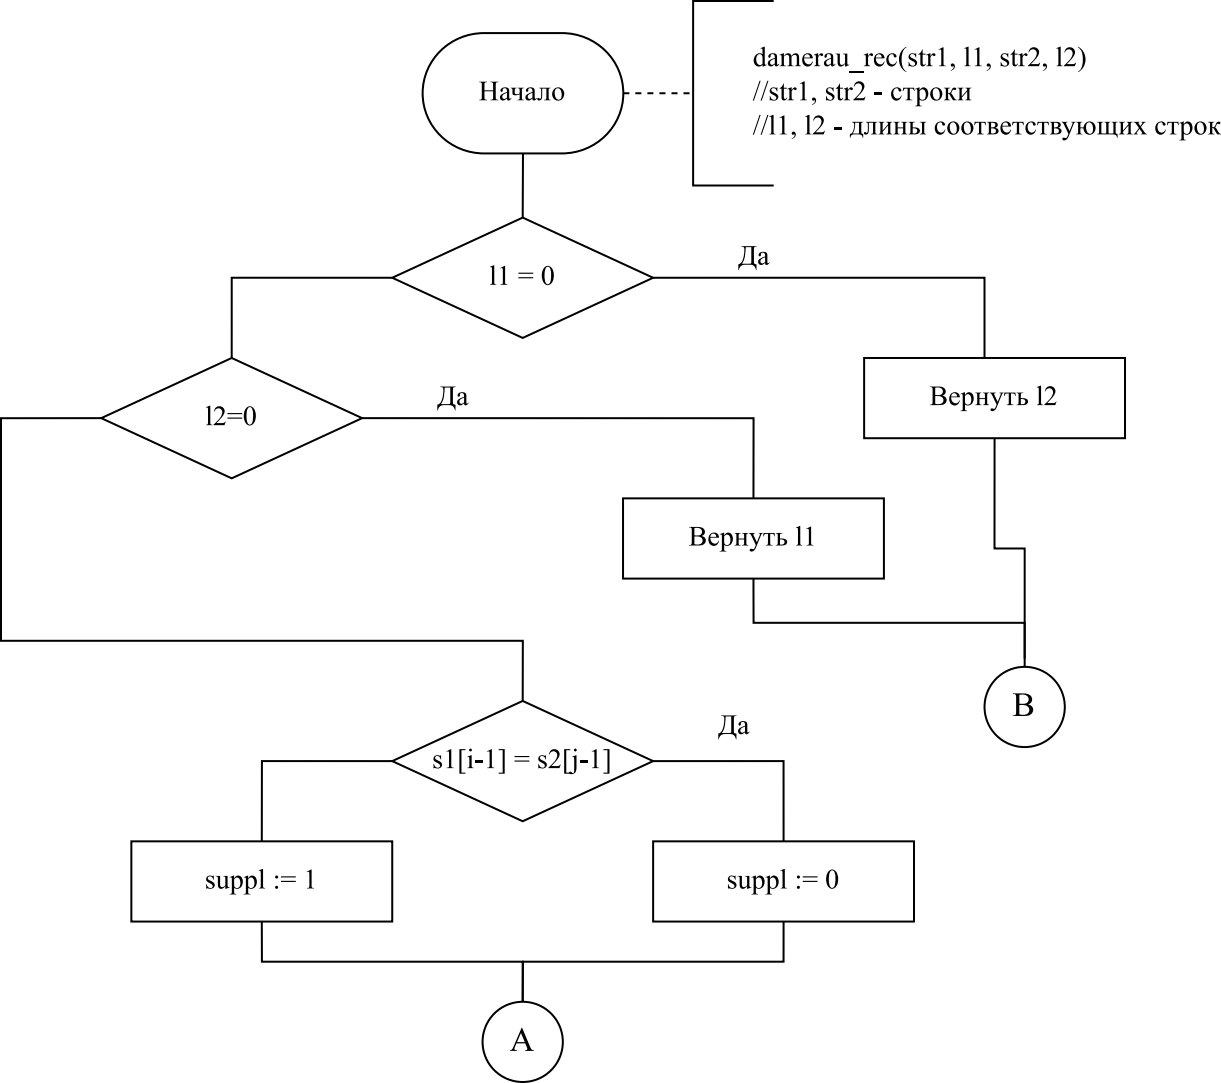 Начало
damerau_rec(str1, l1, str2, l2)
//str1, str2 - строки
//l1, l2 - длины соответствующих строк
l1 = 0
Да
l2=0
Да
Вернуть l2
Вернуть l1
B
s1[i-1] = s2[j-1]
Да
suppl := 1
suppl := 0
A